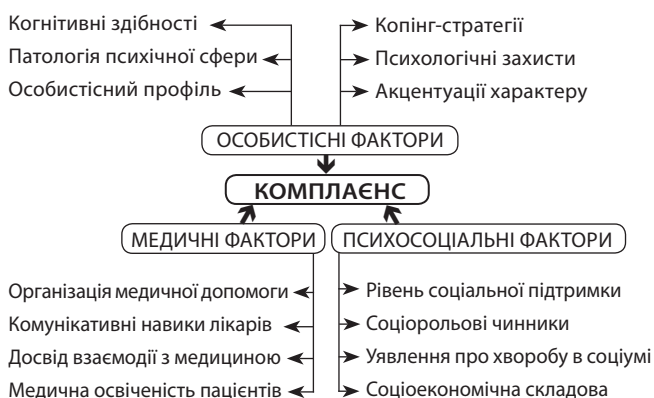 Когнітивні здібності
Копінг-стратегії
Патологія психічної сфери
Психологічні захисти
Особистісний профіль
Акцентуації характеру
ОСОБИСТІСНІ ФАКТОРИ
КОМПЛАЄНС
МЕДИЧНІ ФАКТОРИ
ПСИХОСОЦІАЛЬНІ ФАКТОРИ
Організація медичної допомоги
Рівень соціальної підтримки
Комунікативні навики лікарів
Соціорольові чинники
Досвід взаємодії з медициною
Уявлення про хворобу в соціумі
Медична освіченість пацієнтів
Соціоекономічна складова